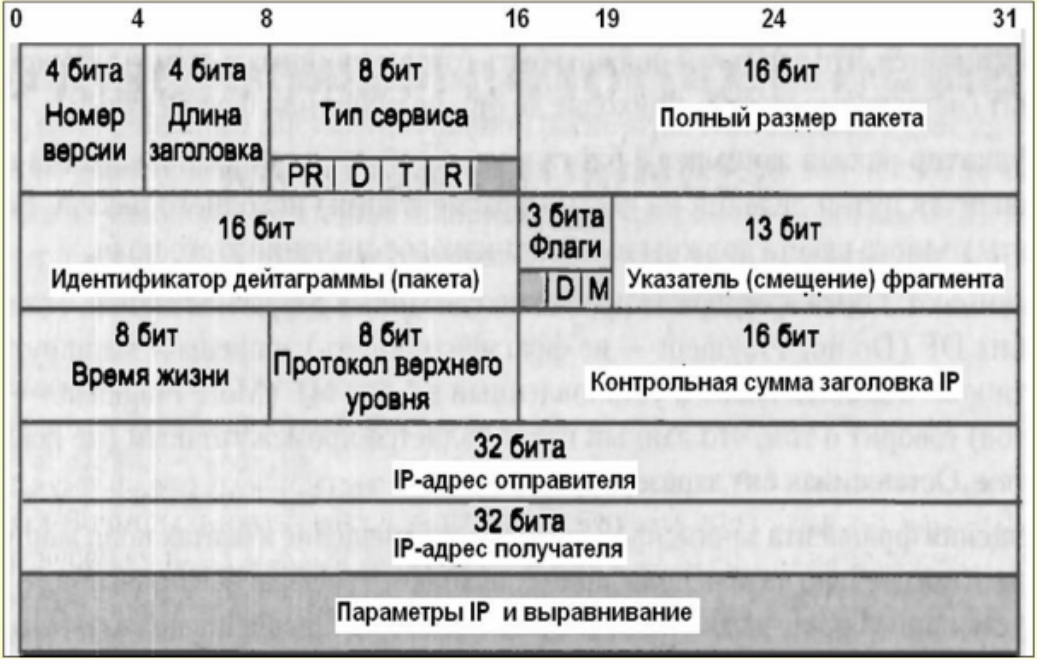 0 4 8 16 19 24 31
4 бита 4 бита 8 бит 16 бит
Номер Длина Тип сервиса Полный размер пакета
версии заголовка
PR D T R
16 бит 3 бита 13 бит
Идентификатор дейтаграммы (пакета) Флаги Указатель (смещение) фрагмента
D M
8 бит 8 бит 16 бит
Время жизни Протокол верхнего Контрольная сумма заголовка IP
уровня
32 бита
IP-адрес отправителя
32 бита
IP-адрес получателя
Параметры IP и выравнивание